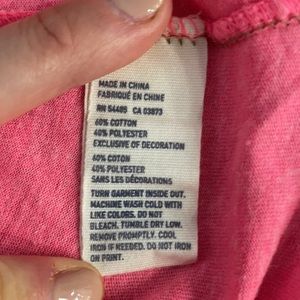 MADE IN CHINA
FABRIQUÉ EN CHINE
RN 54485 CA 03873
60% COTTON
40% POLYESTER
EXCLUSIVE OF DECORATION
60% COTON
40% POLYESTER
SANS LES DÉCORATIONS
TURN GARMENT INSIDE OUT.
MACHINE WASH COLD WITH
LIKE COLORS. DO NOT
BLEACH. TUMBLE DRY LOW.
REMOVE PROMPTLY. COOL
IRON IF NEEDED. DO NOT IRON
ON PRINT.